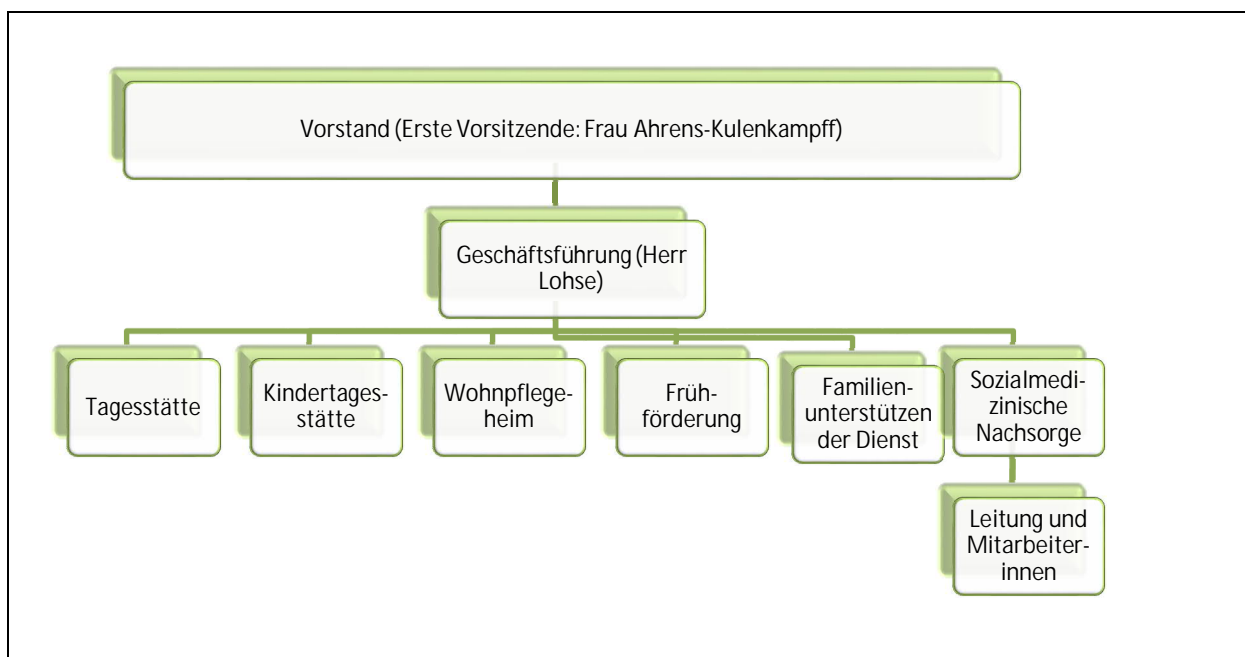 Vorstand (Erste Vorsitzende: Frau Ahrens-Kulenkampff)
Geschäftsführung (Herr
Lohse)
Tagesstätte
Kindertages-
stätte
Wohnpflege-
heim
Früh-
förderung
Familien-
unterstützen
der Dienst
Sozialmedi-
zinische
Nachsorge
Leitung und
Mitarbeiter-
innen